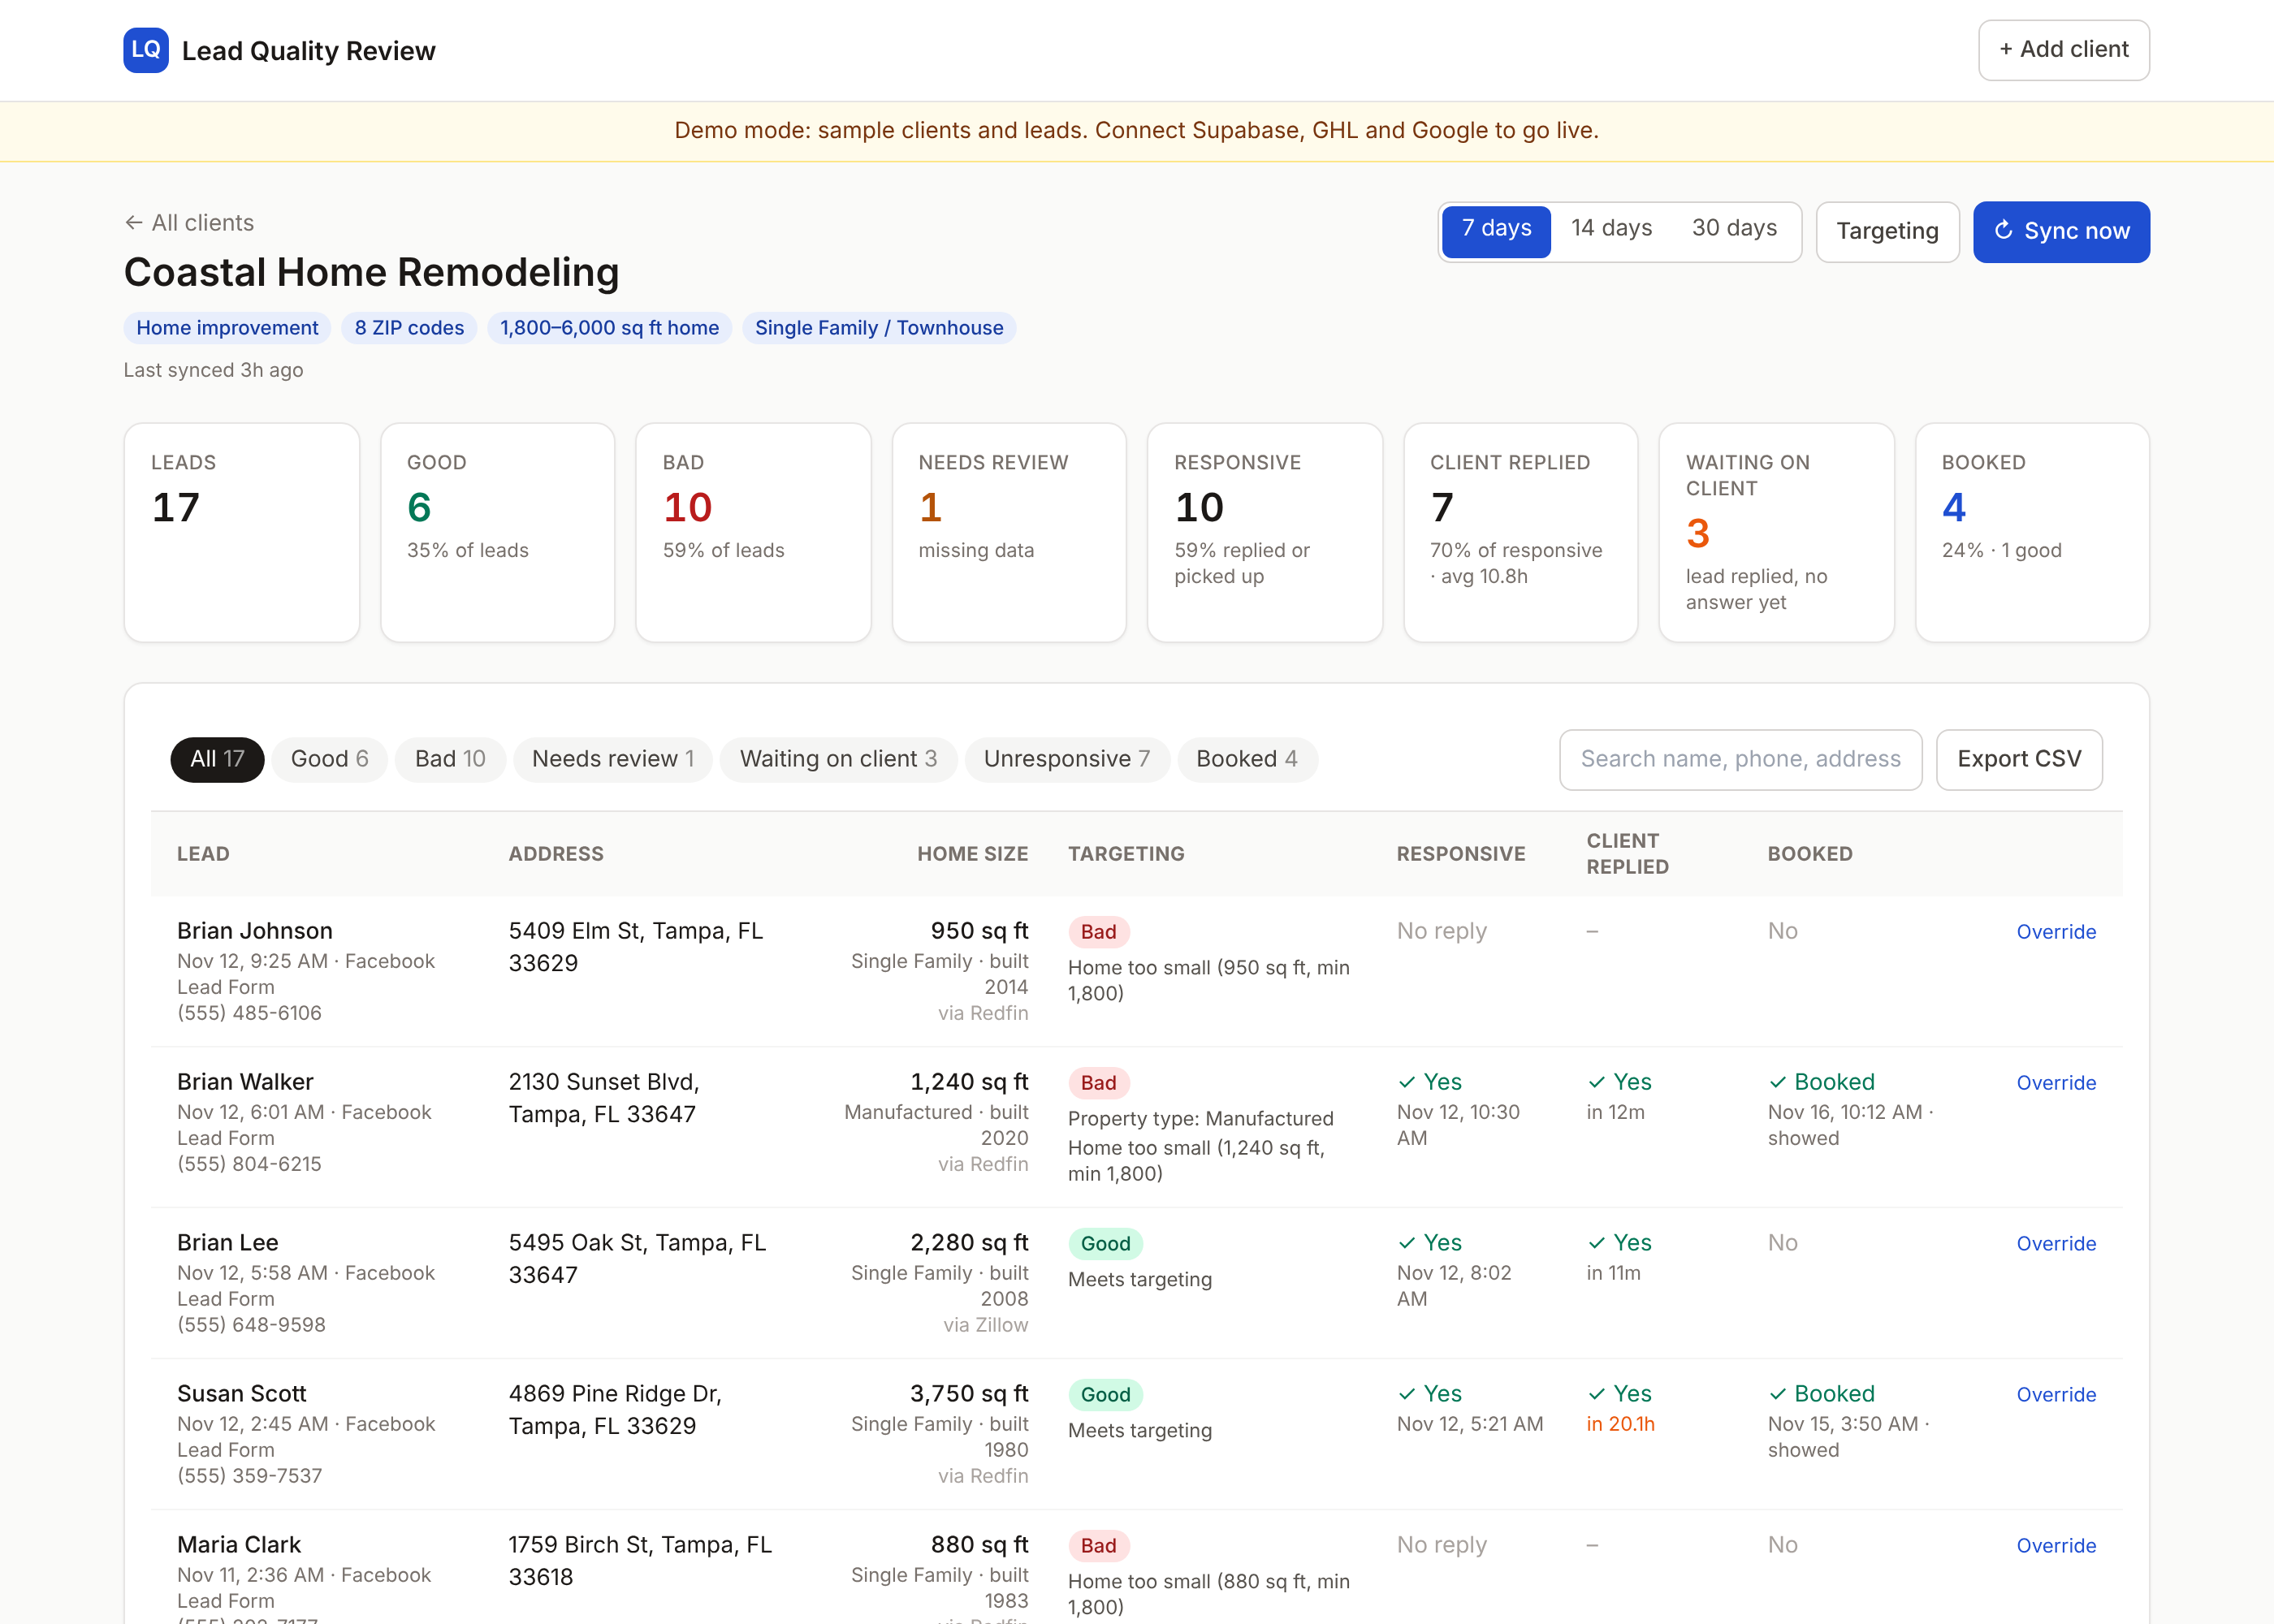 LQ Lead Quality Review
+ Add client
Demo mode: sample clients and leads. Connect Supabase, GHL and Google to go live.
← All clients
7 days 14 days 30 days Targeting Sync now
Coastal Home Remodeling
Home improvement 8 ZIP codes 1,800–6,000 sq ft home Single Family / Townhouse
Last synced 3h ago
LEADS
17
GOOD
6
35% of leads
BAD
10
59% of leads
NEEDS REVIEW
1
missing data
RESPONSIVE
10
59% replied or
picked up
CLIENT REPLIED
7
70% of responsive
· avg 10.8h
WAITING ON
CLIENT
3
lead replied, no
answer yet
BOOKED
4
24% · 1 good
All 17 Good 6 Bad 10 Needs review 1 Waiting on client 3 Unresponsive 7 Booked 4
Search name, phone, address
Export CSV
LEAD ADDRESS HOME SIZE TARGETING RESPONSIVE CLIENT REPLIED BOOKED
Brian Johnson
Nov 12, 9:25 AM · Facebook
Lead Form
(555) 485-6106
5409 Elm St, Tampa, FL
33629
950 sq ft
Single Family · built
2014
via Redfin
Bad
Home too small (950 sq ft, min
1,800)
No reply
–
No
Override
Brian Walker
Nov 12, 6:01 AM · Facebook
Lead Form
(555) 804-6215
2130 Sunset Blvd,
Tampa, FL 33647
1,240 sq ft
Manufactured · built
2020
via Redfin
Bad
Property type: Manufactured
Home too small (1,240 sq ft,
min 1,800)
✓ Yes
Nov 12, 10:30
AM
✓ Yes
in 12m
✓ Booked
Nov 16, 10:12 AM ·
showed
Override
Brian Lee
Nov 12, 5:58 AM · Facebook
Lead Form
(555) 648-9598
5495 Oak St, Tampa, FL
33647
2,280 sq ft
Single Family · built
2008
via Zillow
Good
Meets targeting
✓ Yes
Nov 12, 8:02
AM
✓ Yes
in 11m
No
Override
Susan Scott
Nov 12, 2:45 AM · Facebook
Lead Form
(555) 359-7537
4869 Pine Ridge Dr,
Tampa, FL 33629
3,750 sq ft
Single Family · built
1980
via Redfin
Good
Meets targeting
✓ Yes
Nov 12, 5:21 AM
✓ Yes
in 20.1h
✓ Booked
Nov 15, 3:50 AM ·
showed
Override
Maria Clark
Nov 11, 2:36 AM · Facebook
Lead Form
1759 Birch St, Tampa, FL
33618
880 sq ft
Single Family · built
1983
Bad
Home too small (880 sq ft, min
1,800)
No reply
–
No
Override